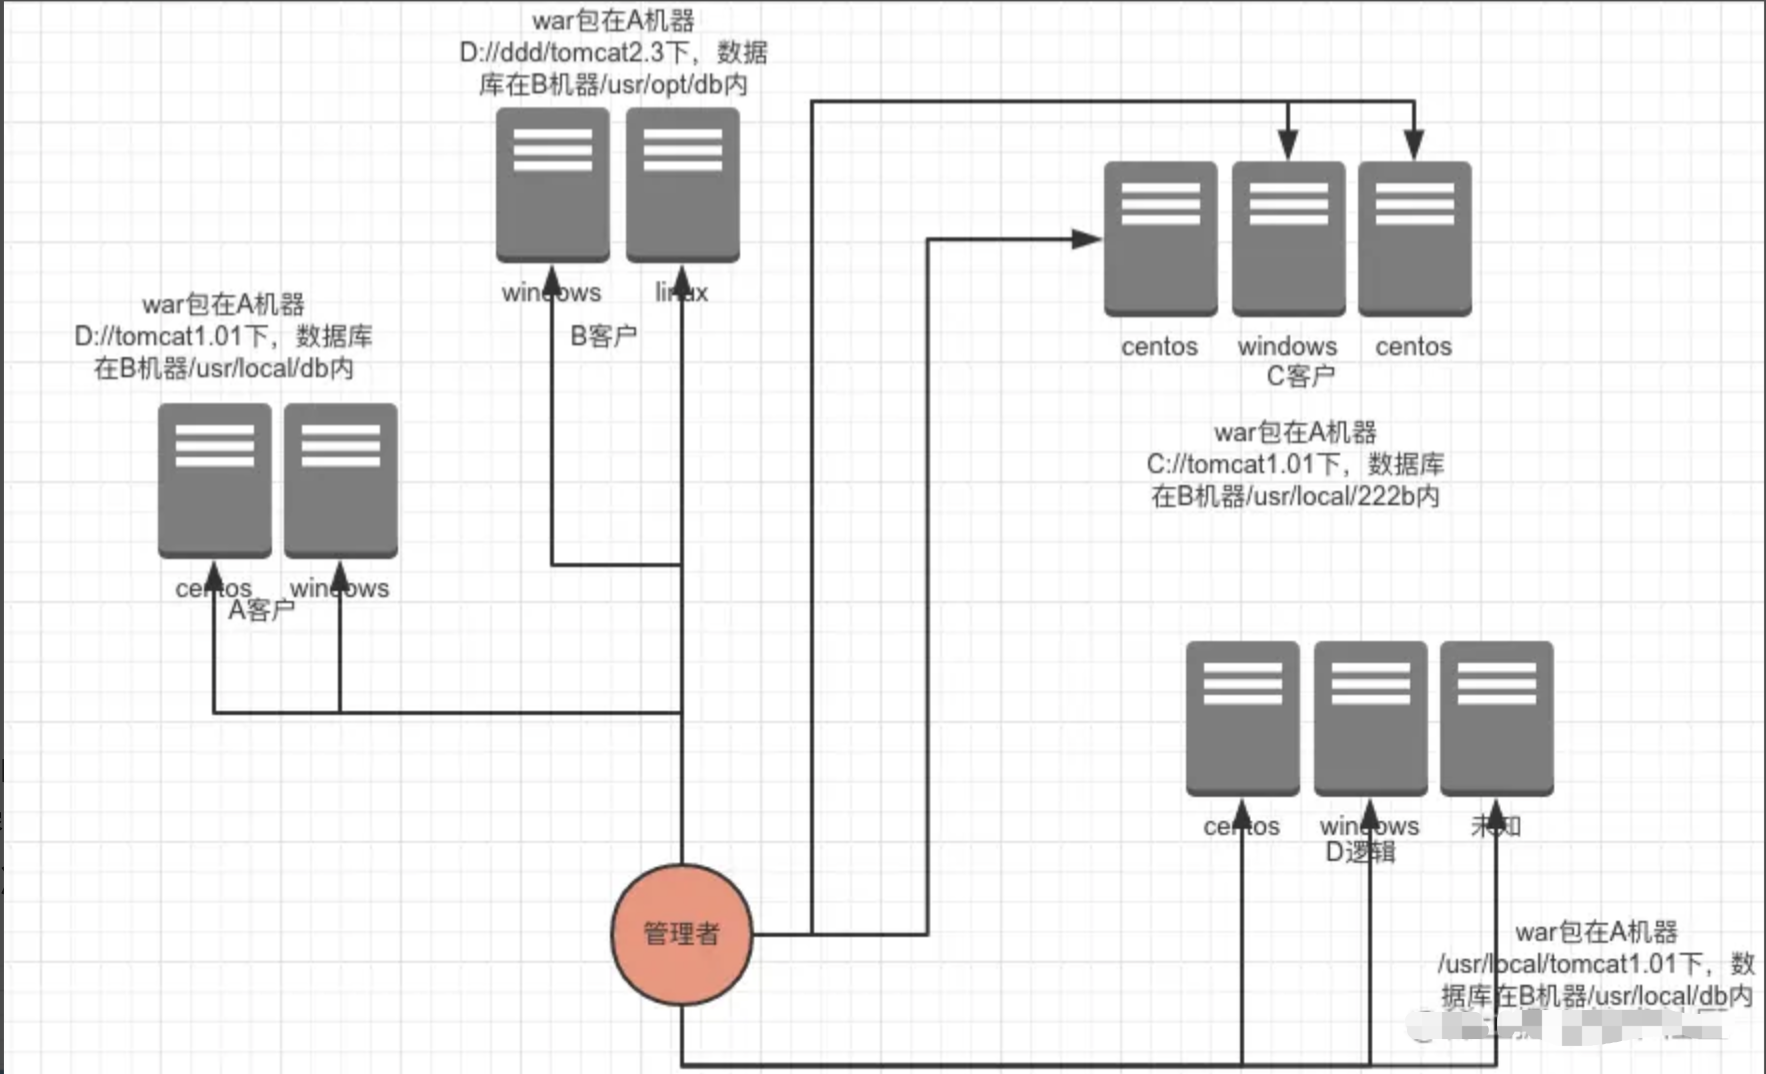 war包在A机器
D://ddd/tomcat2.3下，数据
库在B机器/usr/opt/db内
windows
linux
B客户
war包在A机器
D://tomcat1.01下，数据库
在B机器/usr/local/db内
centos
windows
A客户
centos
windows
centos
C客户
war包在A机器
C://tomcat1.01下，数据库
在B机器/usr/local/222b内
centos
windows
未知
D逻辑
管理者
war包在A机器
/usr/local/tomcat1.01下，数
据库在B机器/usr/local/db内